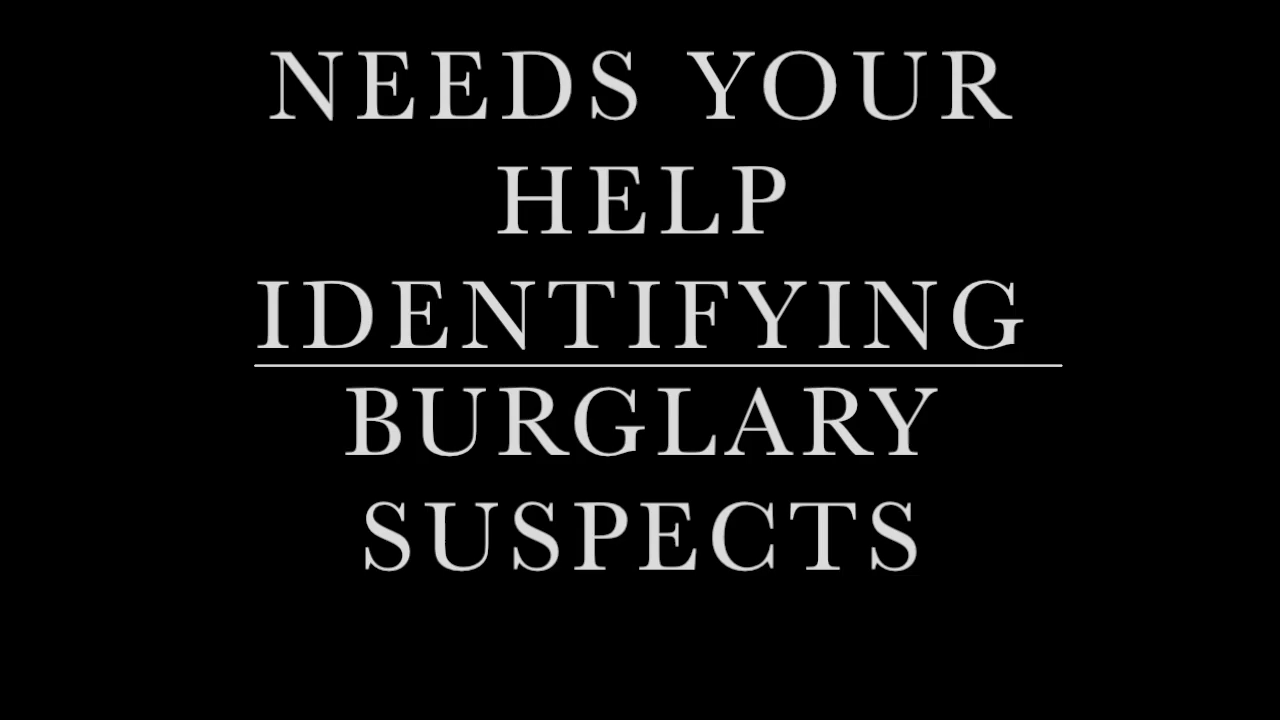 NEEDS YOUR
HELP
IDENTIFYING
BURGLARY
SUSPECTS